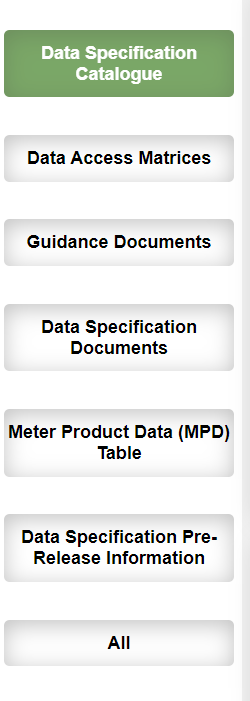 Data Specification
Catalogue
Data Access Matrices
Guidance Documents
Data Specification
Documents
Meter Product Data (MPD)
Table
Data Specification Pre-
Release Information
All